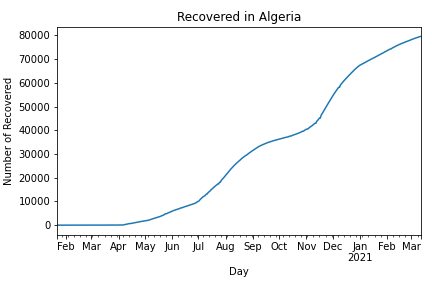 Recovered in Algeria
80000
70000
60000
50000
40000
30000
20000
10000
0
Number of Recovered
Feb Mar Apr May Jun Jul Aug Sep Oct Nov Dec Jan Feb Mar
2021
Day